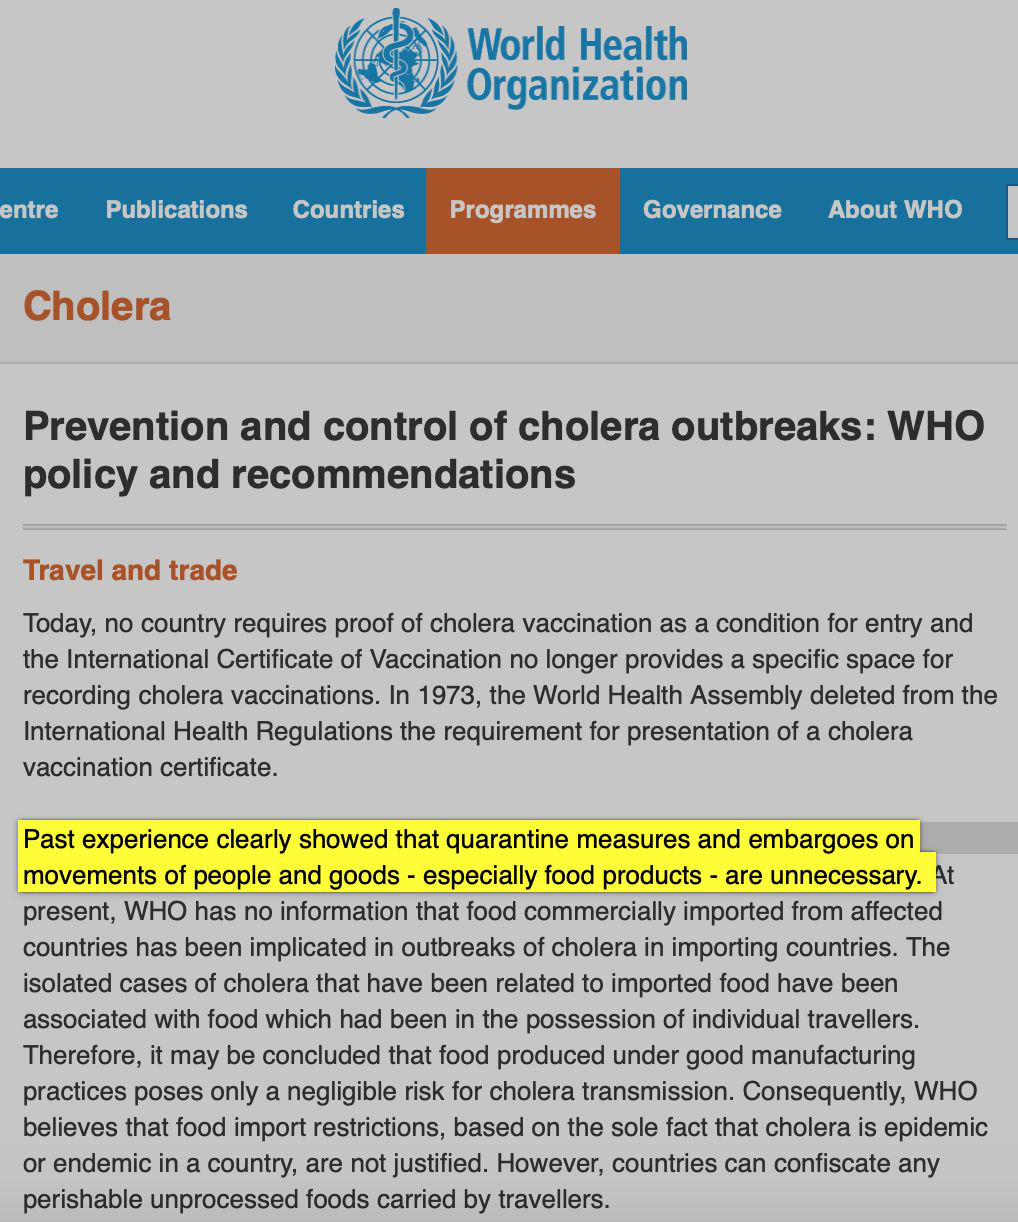 World Health
Organization
entre Publications Countries Programmes Governance About WHO
Cholera
Prevention and control of cholera outbreaks: WHO
policy and recommendations
Travel and trade
Today, no country requires proof of cholera vaccination as a condition for entry and
the International Certificate of Vaccination no longer provides a specific space for
recording cholera vaccinations. In 1973, the World Health Assembly deleted from the
International Health Regulations the requirement for presentation of a cholera
vaccination certificate.
Past experience clearly showed that quarantine measures and embargoes on
movements of people and goods - especially food products - are unnecessary. At
present, WHO has no information that food commercially imported from affected
countries has been implicated in outbreaks of cholera in importing countries. The
isolated cases of cholera that have been related to imported food have been
associated with food which had been in the possession of individual travellers.
Therefore, it may be concluded that food produced under good manufacturing
practices poses only a negligible risk for cholera transmission. Consequently, WHO
believes that food import restrictions, based on the sole fact that cholera is epidemic
or endemic in a country, are not justified. However, countries can confiscate any
perishable unprocessed foods carried by travellers.